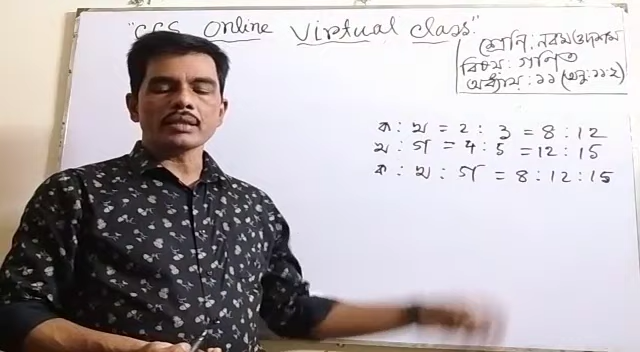 "CCS Online Virtual Class"
শ্রেণি: নবম ও দশম
বিষয়: গণিত
অধ্যায়: ১১ (অনু: ১১.২)
ক : খ = 2 : 3 = 8 : 12
খ : গ = 4 : 5 = 12 : 15
ক : খ : গ = 8 : 12 : 15